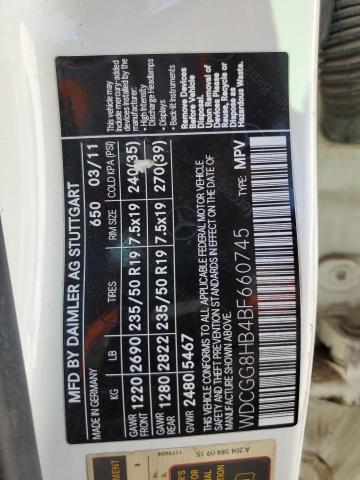 MFD BY DAIMLER AG STUTTGART
MADE IN GERMANY 650 03/11
KG LB TIRES RIM SIZE COLD KPA (PSI)
GAWR FRONT 1220 2690 235/50 R19 7.5x19 240(35)
GAWR REAR 1280 2822 235/50 R19 7.5x19 270(39)
GVWR 2480 5467
THIS VEHICLE CONFORMS TO ALL APPLICABLE FEDERAL MOTOR VEHICLE
SAFETY AND THEFT PREVENTION STANDARDS IN EFFECT ON THE DATE OF
MANUFACTURE SHOWN ABOVE.
WDCGG8HB4BF660745 TYPE: MPV
This vehicle may
include mercury-added
devices installed by the
manufacturer:
• High Intensity
Discharge Headlamps
• Displays
• Back-lit Instruments
Remove Devices
Before Vehicle
Disposal.
Upon Removal of
Devices Please
Reuse, Recycle or
Dispose as
Hazardous Waste.
A 204 584 09 15